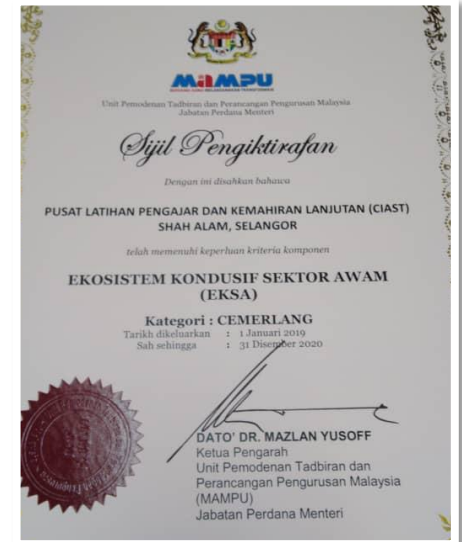 MAMPU
Unit Pemodenan Tadbiran dan Perancangan Pengurusan Malaysia
Jabatan Perdana Menteri
Sijil Pengiktirafan
Dengan ini disahkan bahawa
PUSAT LATIHAN PENGAJAR DAN KEMAHIRAN LANJUTAN (CIAST)
SHAH ALAM, SELANGOR
telah memenuhi keperluan kriteria komponen
EKOSISTEM KONDUSIF SEKTOR AWAM
(EKSA)
Kategori : CEMERLANG
Tarikh dikeluarkan : 1 Januari 2019
Sah sehingga : 31 Disember 2020
DATO' DR. MAZLAN YUSOFF
Ketua Pengarah
Unit Pemodenan Tadbiran dan
Perancangan Pengurusan Malaysia
(MAMPU)
Jabatan Perdana Menteri